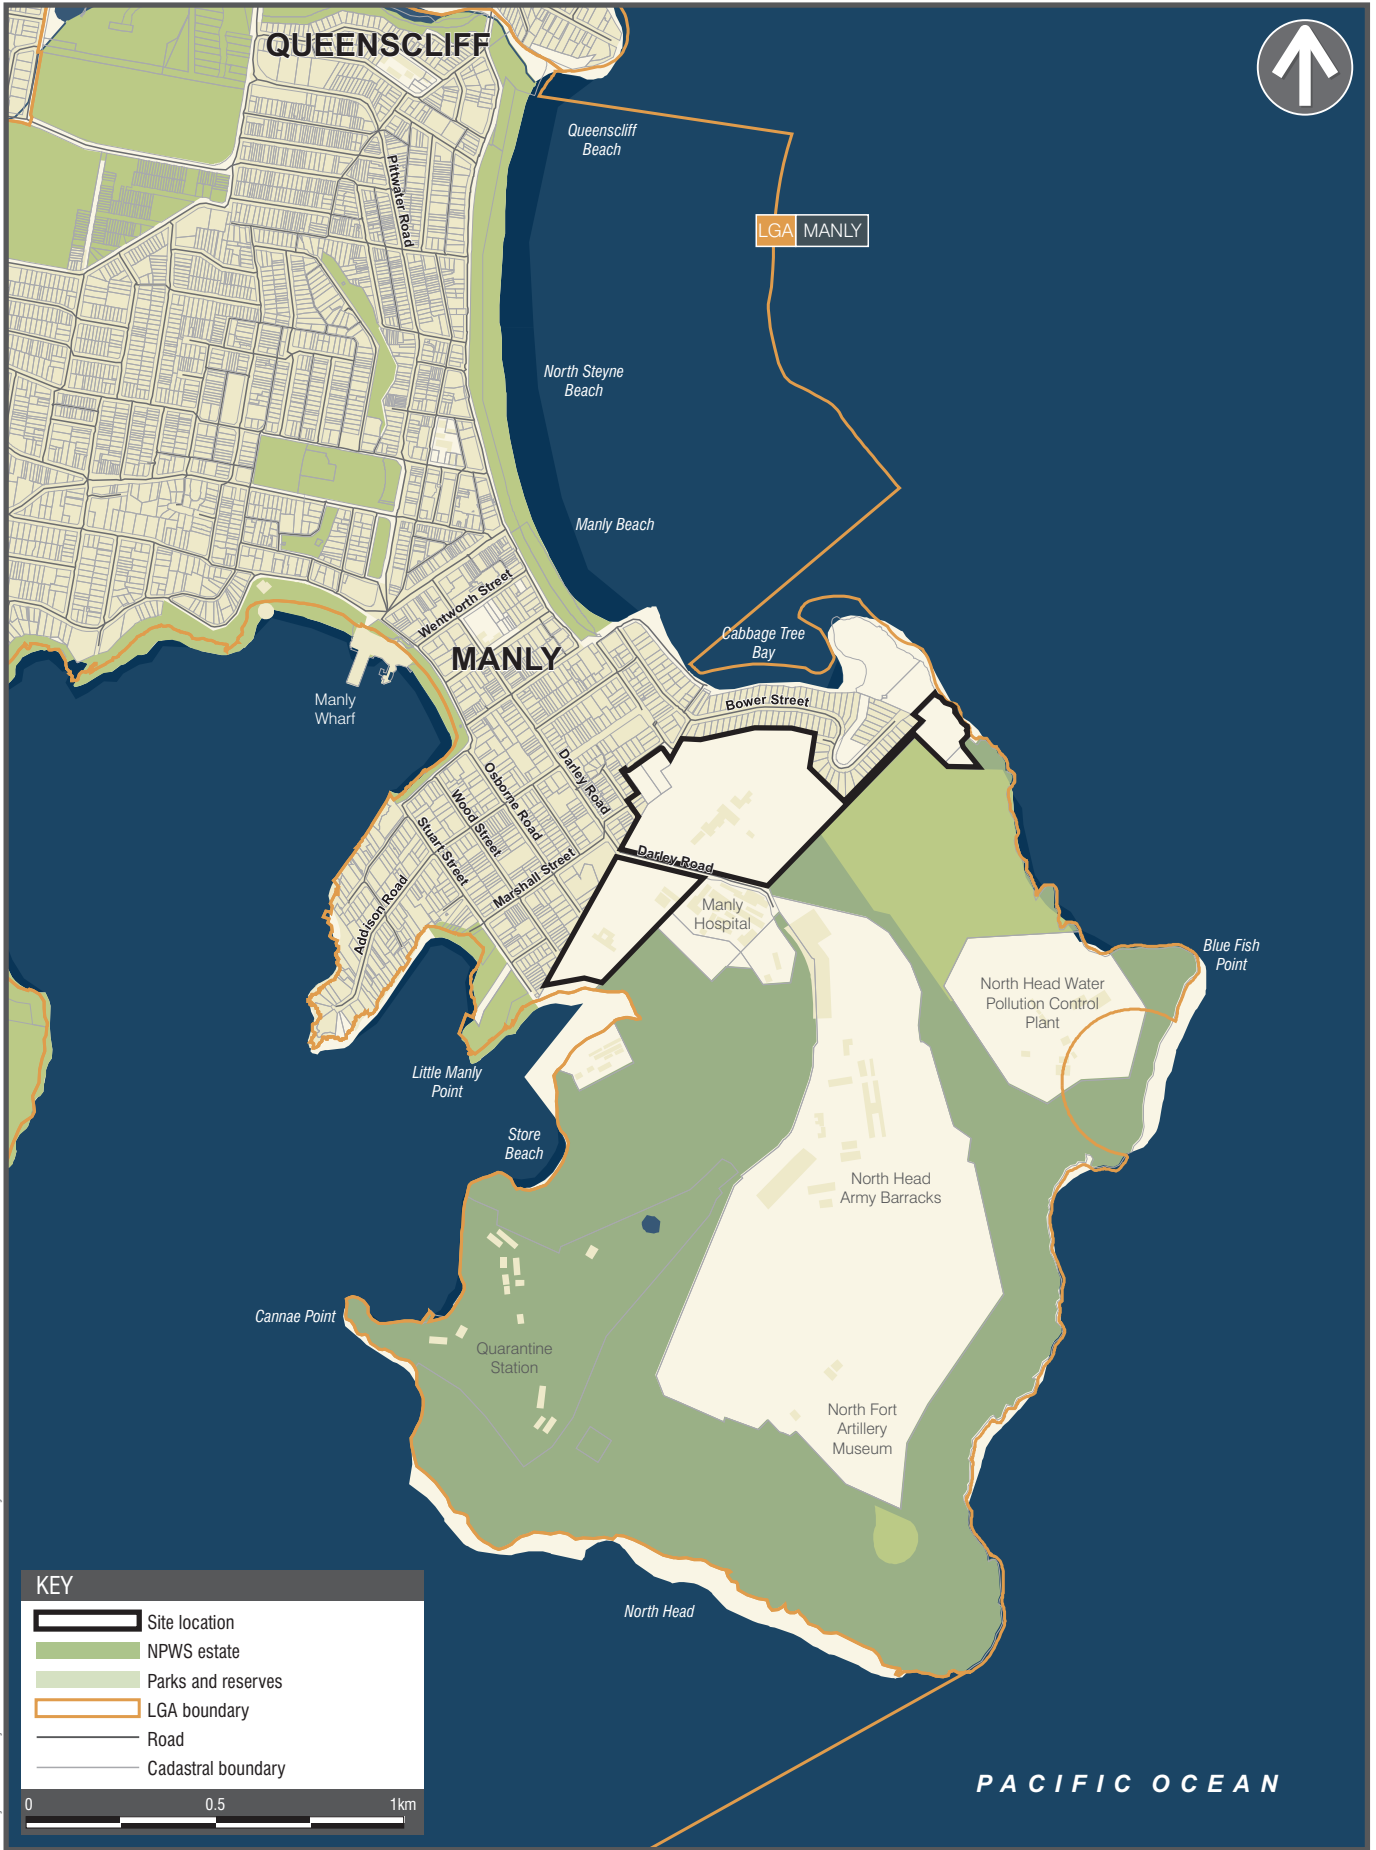 QUEENSCLIFF
Queenscliff
Beach
Pittwater Road
LGA MANLY
North Steyne
Beach
Manly Beach
Wentworth Street
MANLY
Cabbage Tree
Bay
Manly
Wharf
Bower Street
Darley Road
Osborne Road
Wood Street
Stuart Street
Marshall Street
Addison Road
Darley Road
Manly
Hospital
Blue Fish
Point
North Head Water
Pollution Control
Plant
Little Manly
Point
Store
Beach
North Head
Army Barracks
Cannae Point
Quarantine
Station
North Fort
Artillery
Museum
North Head
PACIFIC OCEAN
KEY
Site location
NPWS estate
Parks and reserves
LGA boundary
Road
Cadastral boundary
0 0.5 1km